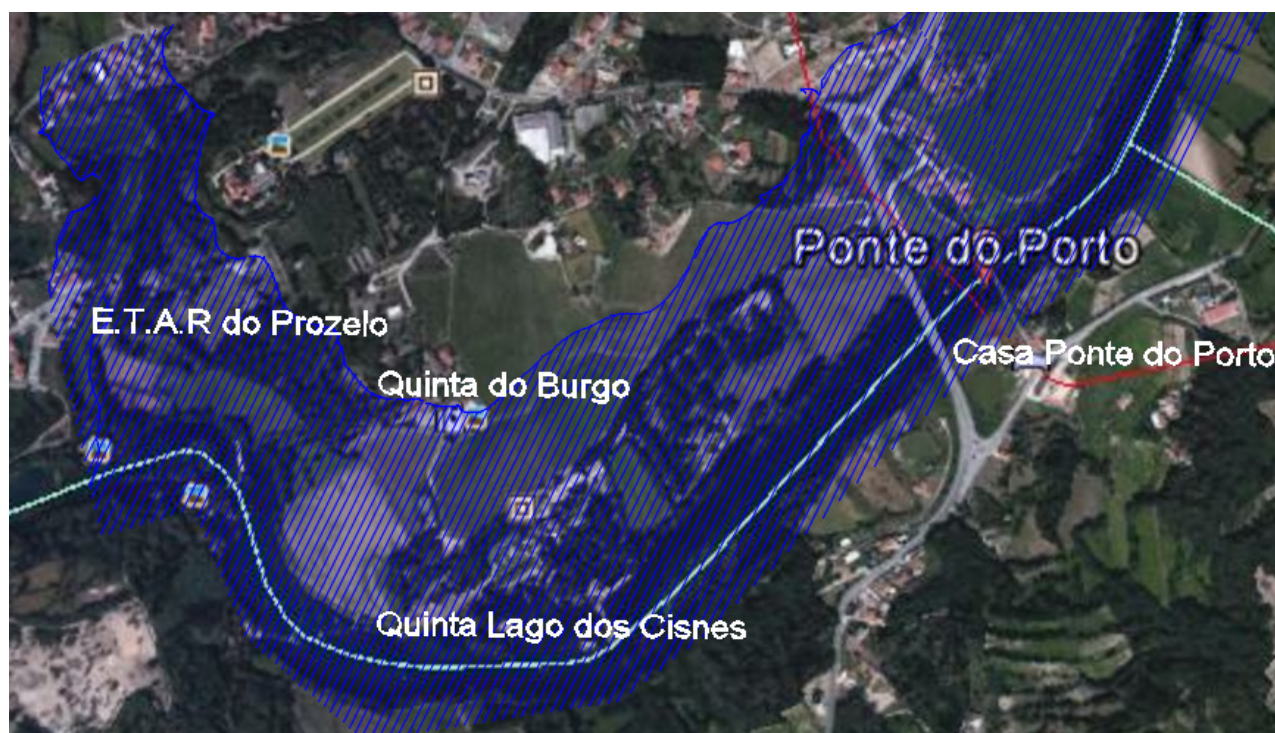 Ponte do Porto
E.T.A.R do Prozelo
Casa Ponte do Porto
Quinta do Burgo
Quinta Lago dos Cisnes